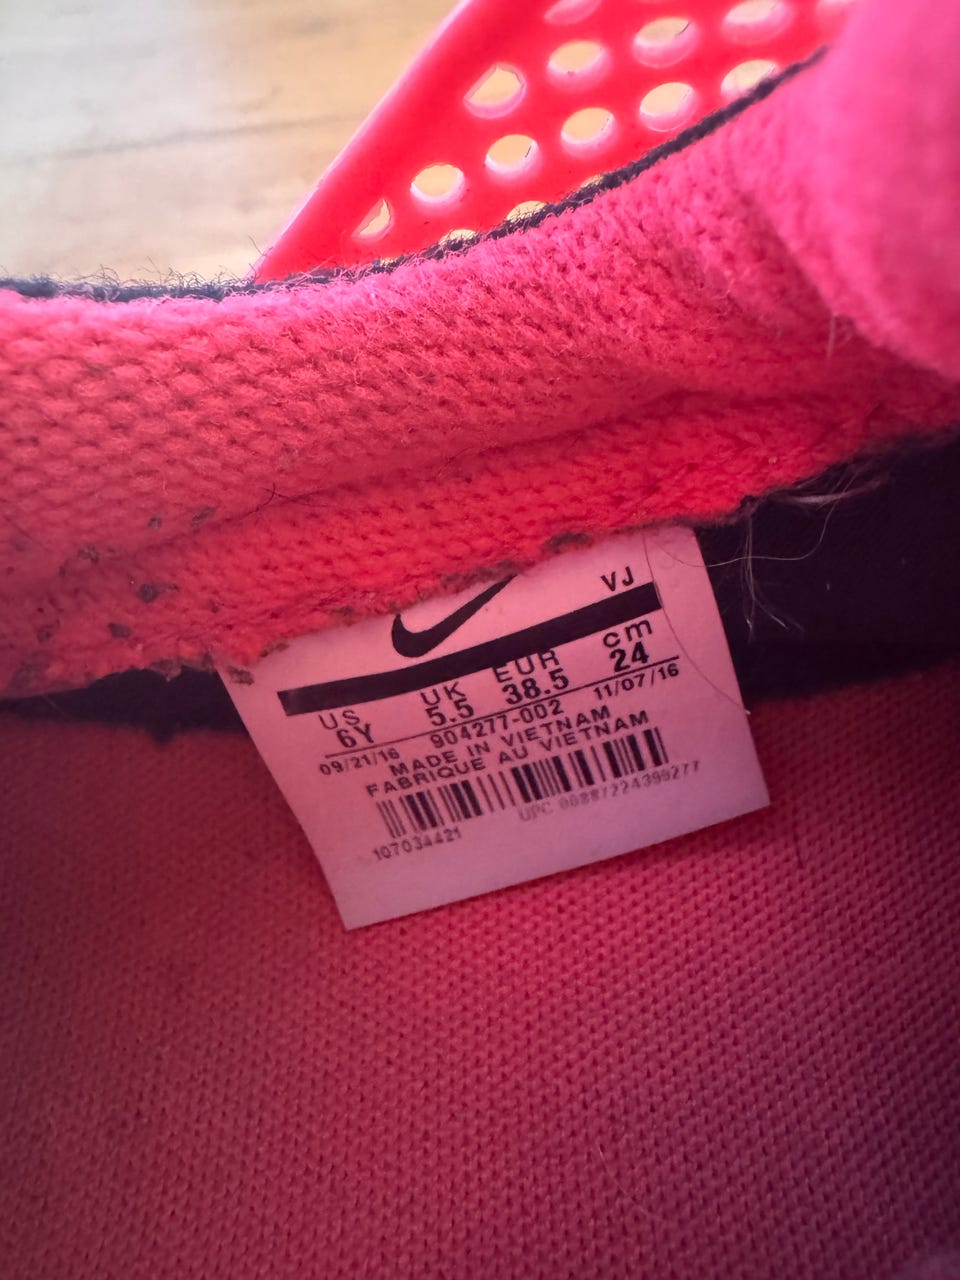 VJ
US UK EUR cm
6Y 5.5 38.5 24
09/21/16 904277-002 11/07/16
MADE IN VIETNAM
FABRIQUE AU VIETNAM
107034421 UPC